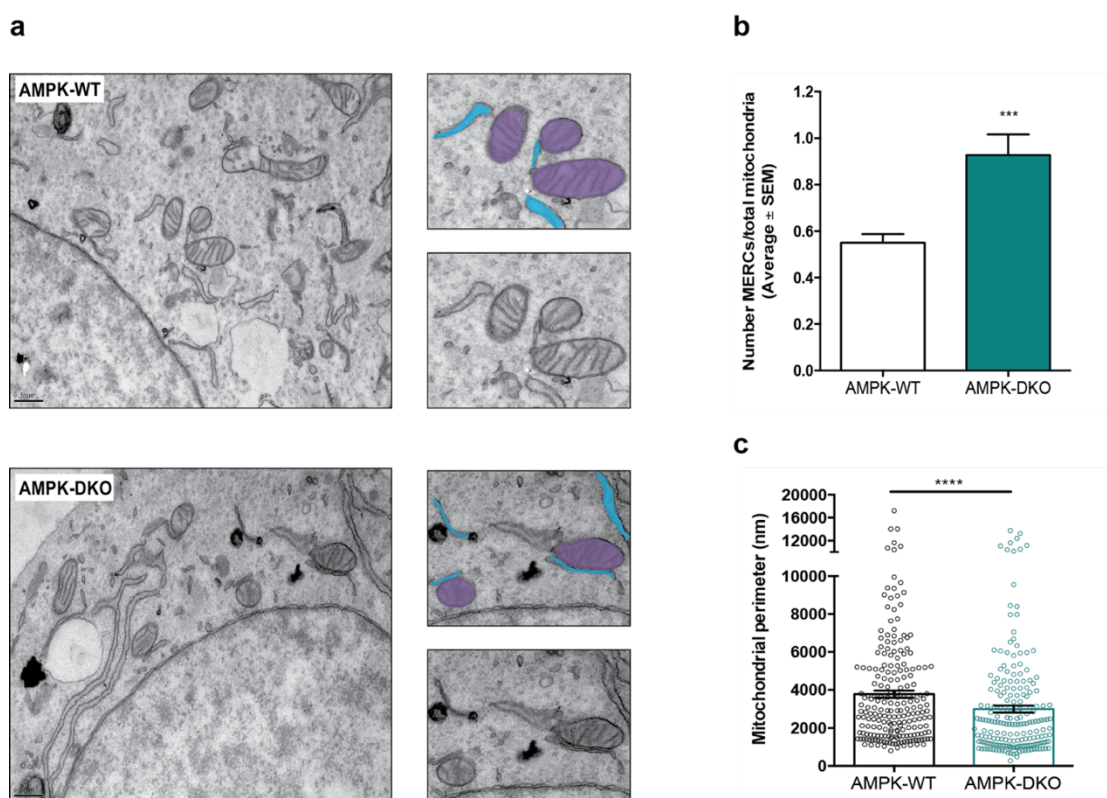 a
AMPK-WT
AMPK-DKO
b
Number MERCs/total mitochondria
(Average ± SEM)
1.2
1.0
0.8
0.6
0.4
0.2
0.0
***
AMPK-WT
AMPK-DKO
c
Mitochondrial perimeter (nm)
20000
16000
12000
10000
8000
6000
4000
2000
0
****
AMPK-WT
AMPK-DKO